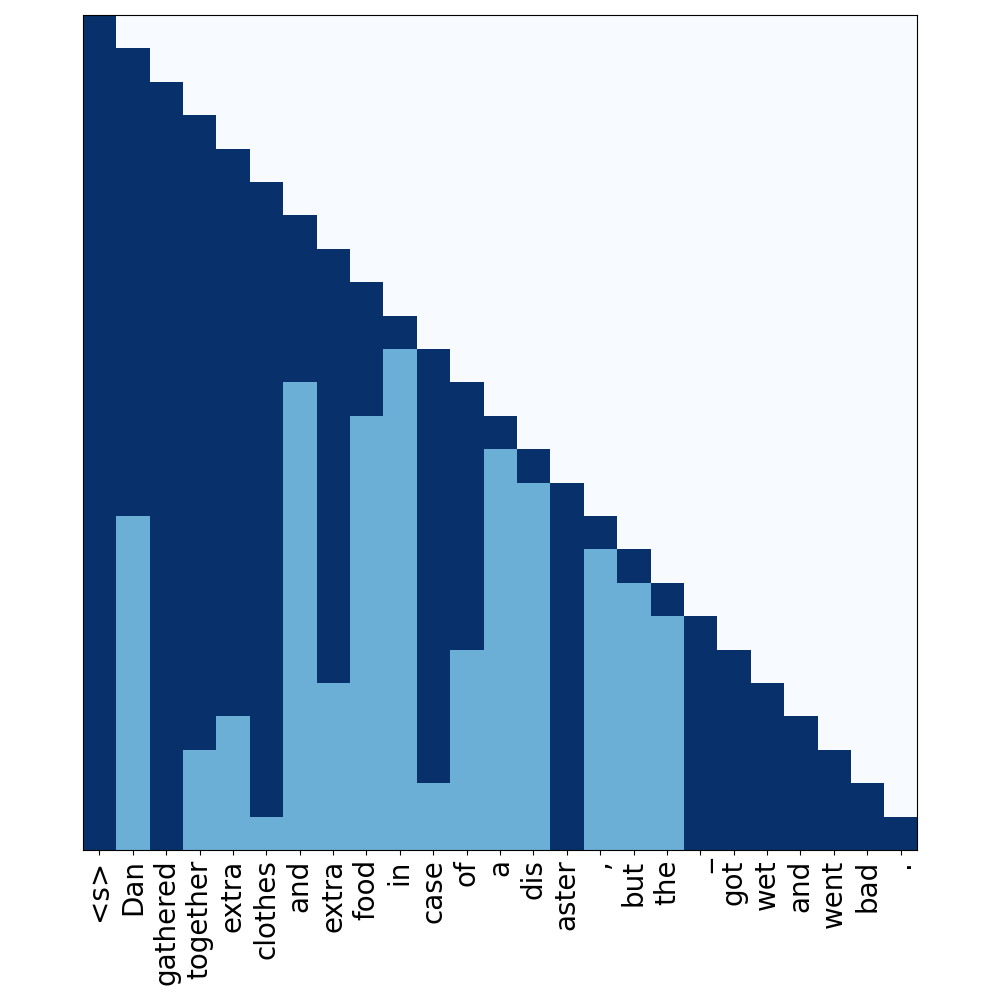 <s>
Dan
gathered
together
extra
clothes
and
extra
food
in
case
of
a
dis
aster
,
but
the
_
got
wet
and
went
bad
.